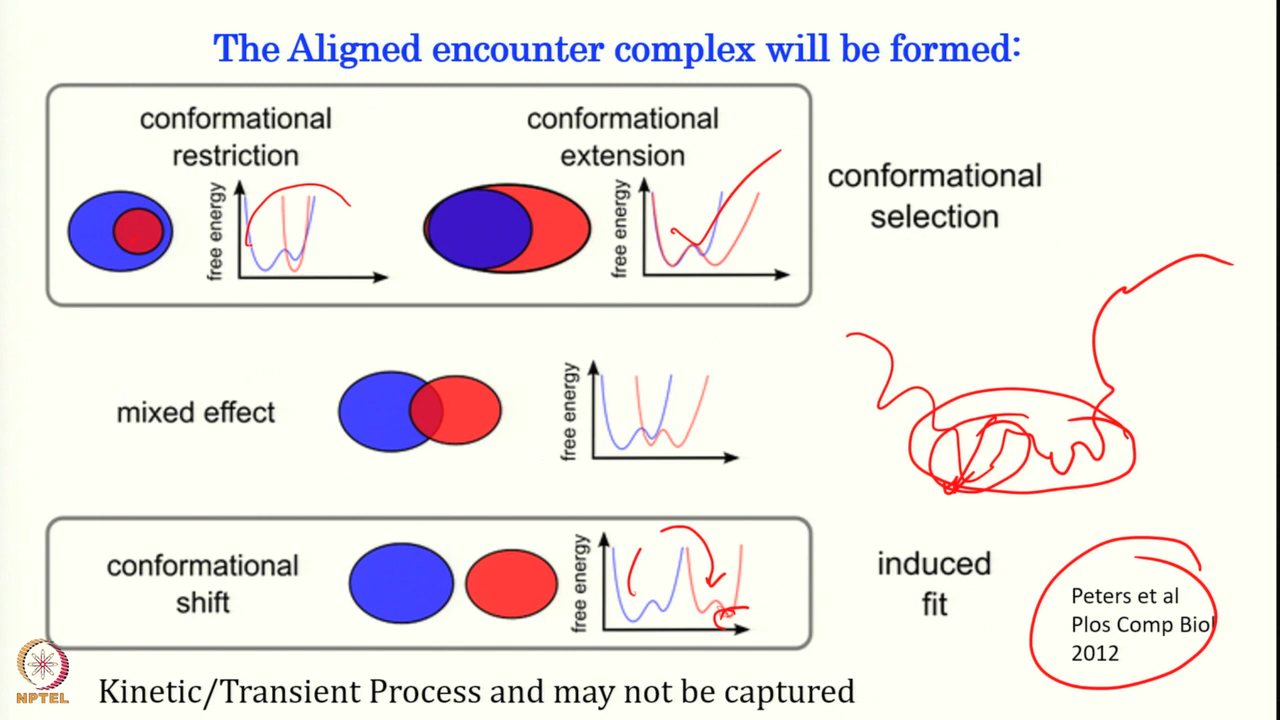 The Aligned encounter complex will be formed:
conformational
restriction
free energy
conformational
extension
free energy
conformational
selection
mixed effect
free energy
conformational
shift
free energy
induced
fit
Peters et al
Plos Comp Biol
2012
NPTEL
Kinetic/Transient Process and may not be captured